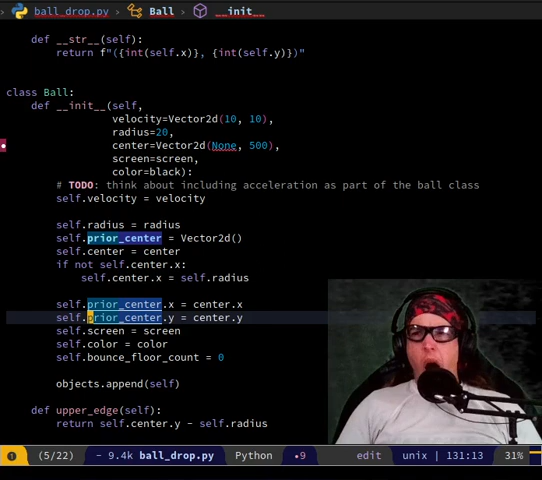 ball_drop.py > Ball > __init__
def __str__(self):
return f"({int(self.x)}, {int(self.y)})"
class Ball:
def __init__(self,
velocity=Vector2d(10, 10),
radius=20,
center=Vector2d(None, 500),
screen=screen,
color=black):
# TODO: think about including acceleration as part of the ball class
self.velocity = velocity
self.radius = radius
self.prior_center = Vector2d()
self.center = center
if not self.center.x:
self.center.x = self.radius
self.prior_center.x = center.x
self.prior_center.y = center.y
self.screen = screen
self.color = color
self.bounce_floor_count = 0
objects.append(self)
def upper_edge(self):
return self.center.y - self.radius
(5/22) ~ 9.4k ball_drop.py Python •9 edit unix | 131:13 31%